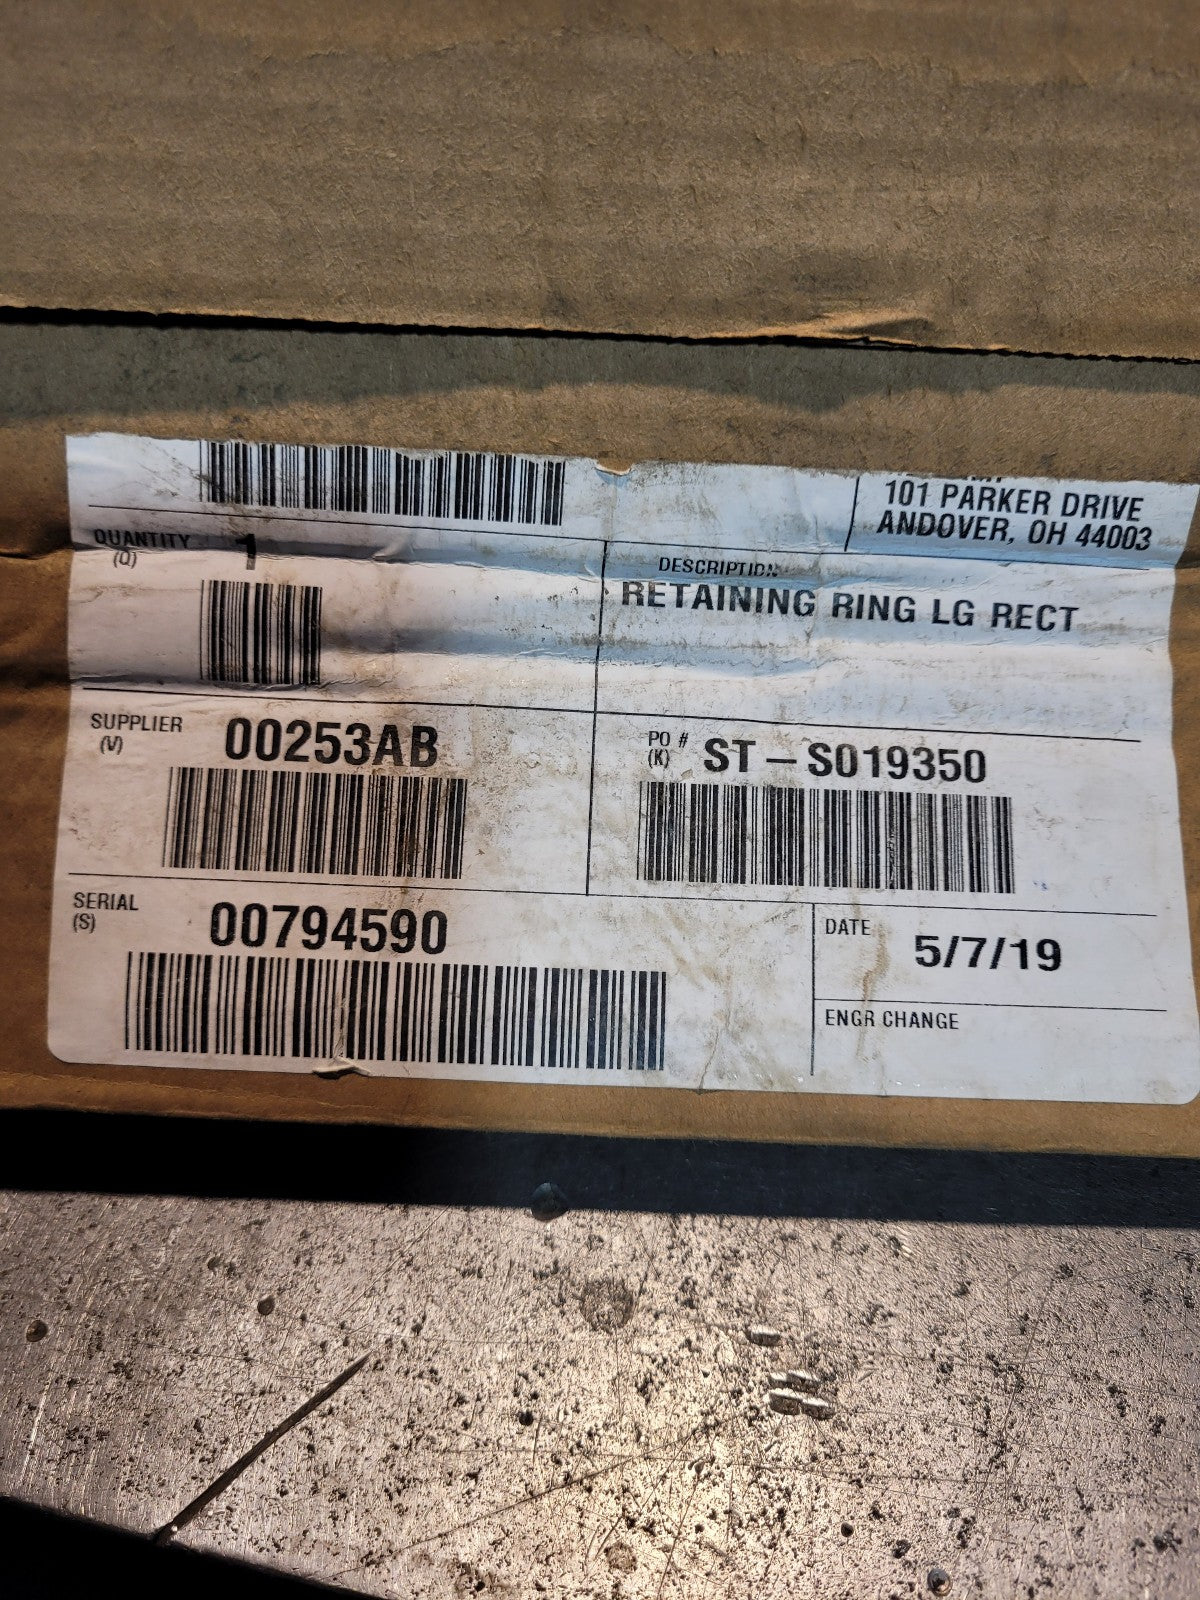 101 PARKER DRIVE
ANDOVER, OH 44003
QUANTITY 1
(Q)
DESCRIPTION
RETAINING RING LG RECT
SUPPLIER 00253AB
(V)
PO # ST-S019350
(K)
SERIAL 00794590
(S)
DATE 5/7/19
ENGR CHANGE